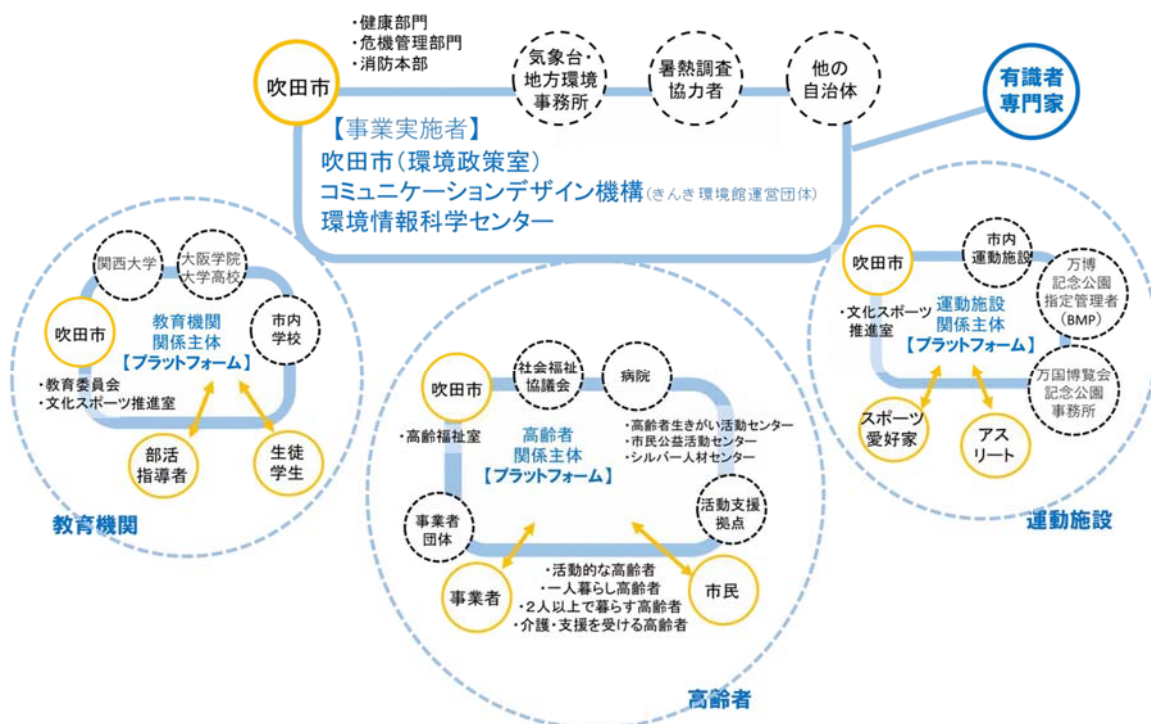 ・健康部門
・危機管理部門
・消防本部
吹田市
気象台・
地方環境
事務所
暑熱調査
協力者
他の
自治体
有識者
専門家
【事業実施者】
吹田市(環境政策室)
コミュニケーションデザイン機構(きんき環境館運営団体)
環境情報科学センター
関西大学
大阪学院
大学高校
吹田市
市内
学校
教育機関
関係主体
【プラットフォーム】
・教育委員会
・文化スポーツ推進室
部活
指導者
生徒
学生
教育機関
吹田市
社会福祉
協議会
病院
・高齢福祉室
高齢者
関係主体
【プラットフォーム】
・高齢者生きがい活動センター
・市民公益活動センター
・シルバー人材センター
事業者
団体
活動支援
拠点
事業者
市民
・活動的な高齢者
・一人暮らし高齢者
・2人以上で暮らす高齢者
・介護・支援を受ける高齢者
高齢者
吹田市
市内
運動施設
万博
記念公園
指定管理者
(BMP)
・文化スポーツ
推進室
運動施設
関係主体
【プラットフォーム】
万国博覧会
記念公園
事務所
スポーツ
愛好家
アス
リート
運動施設